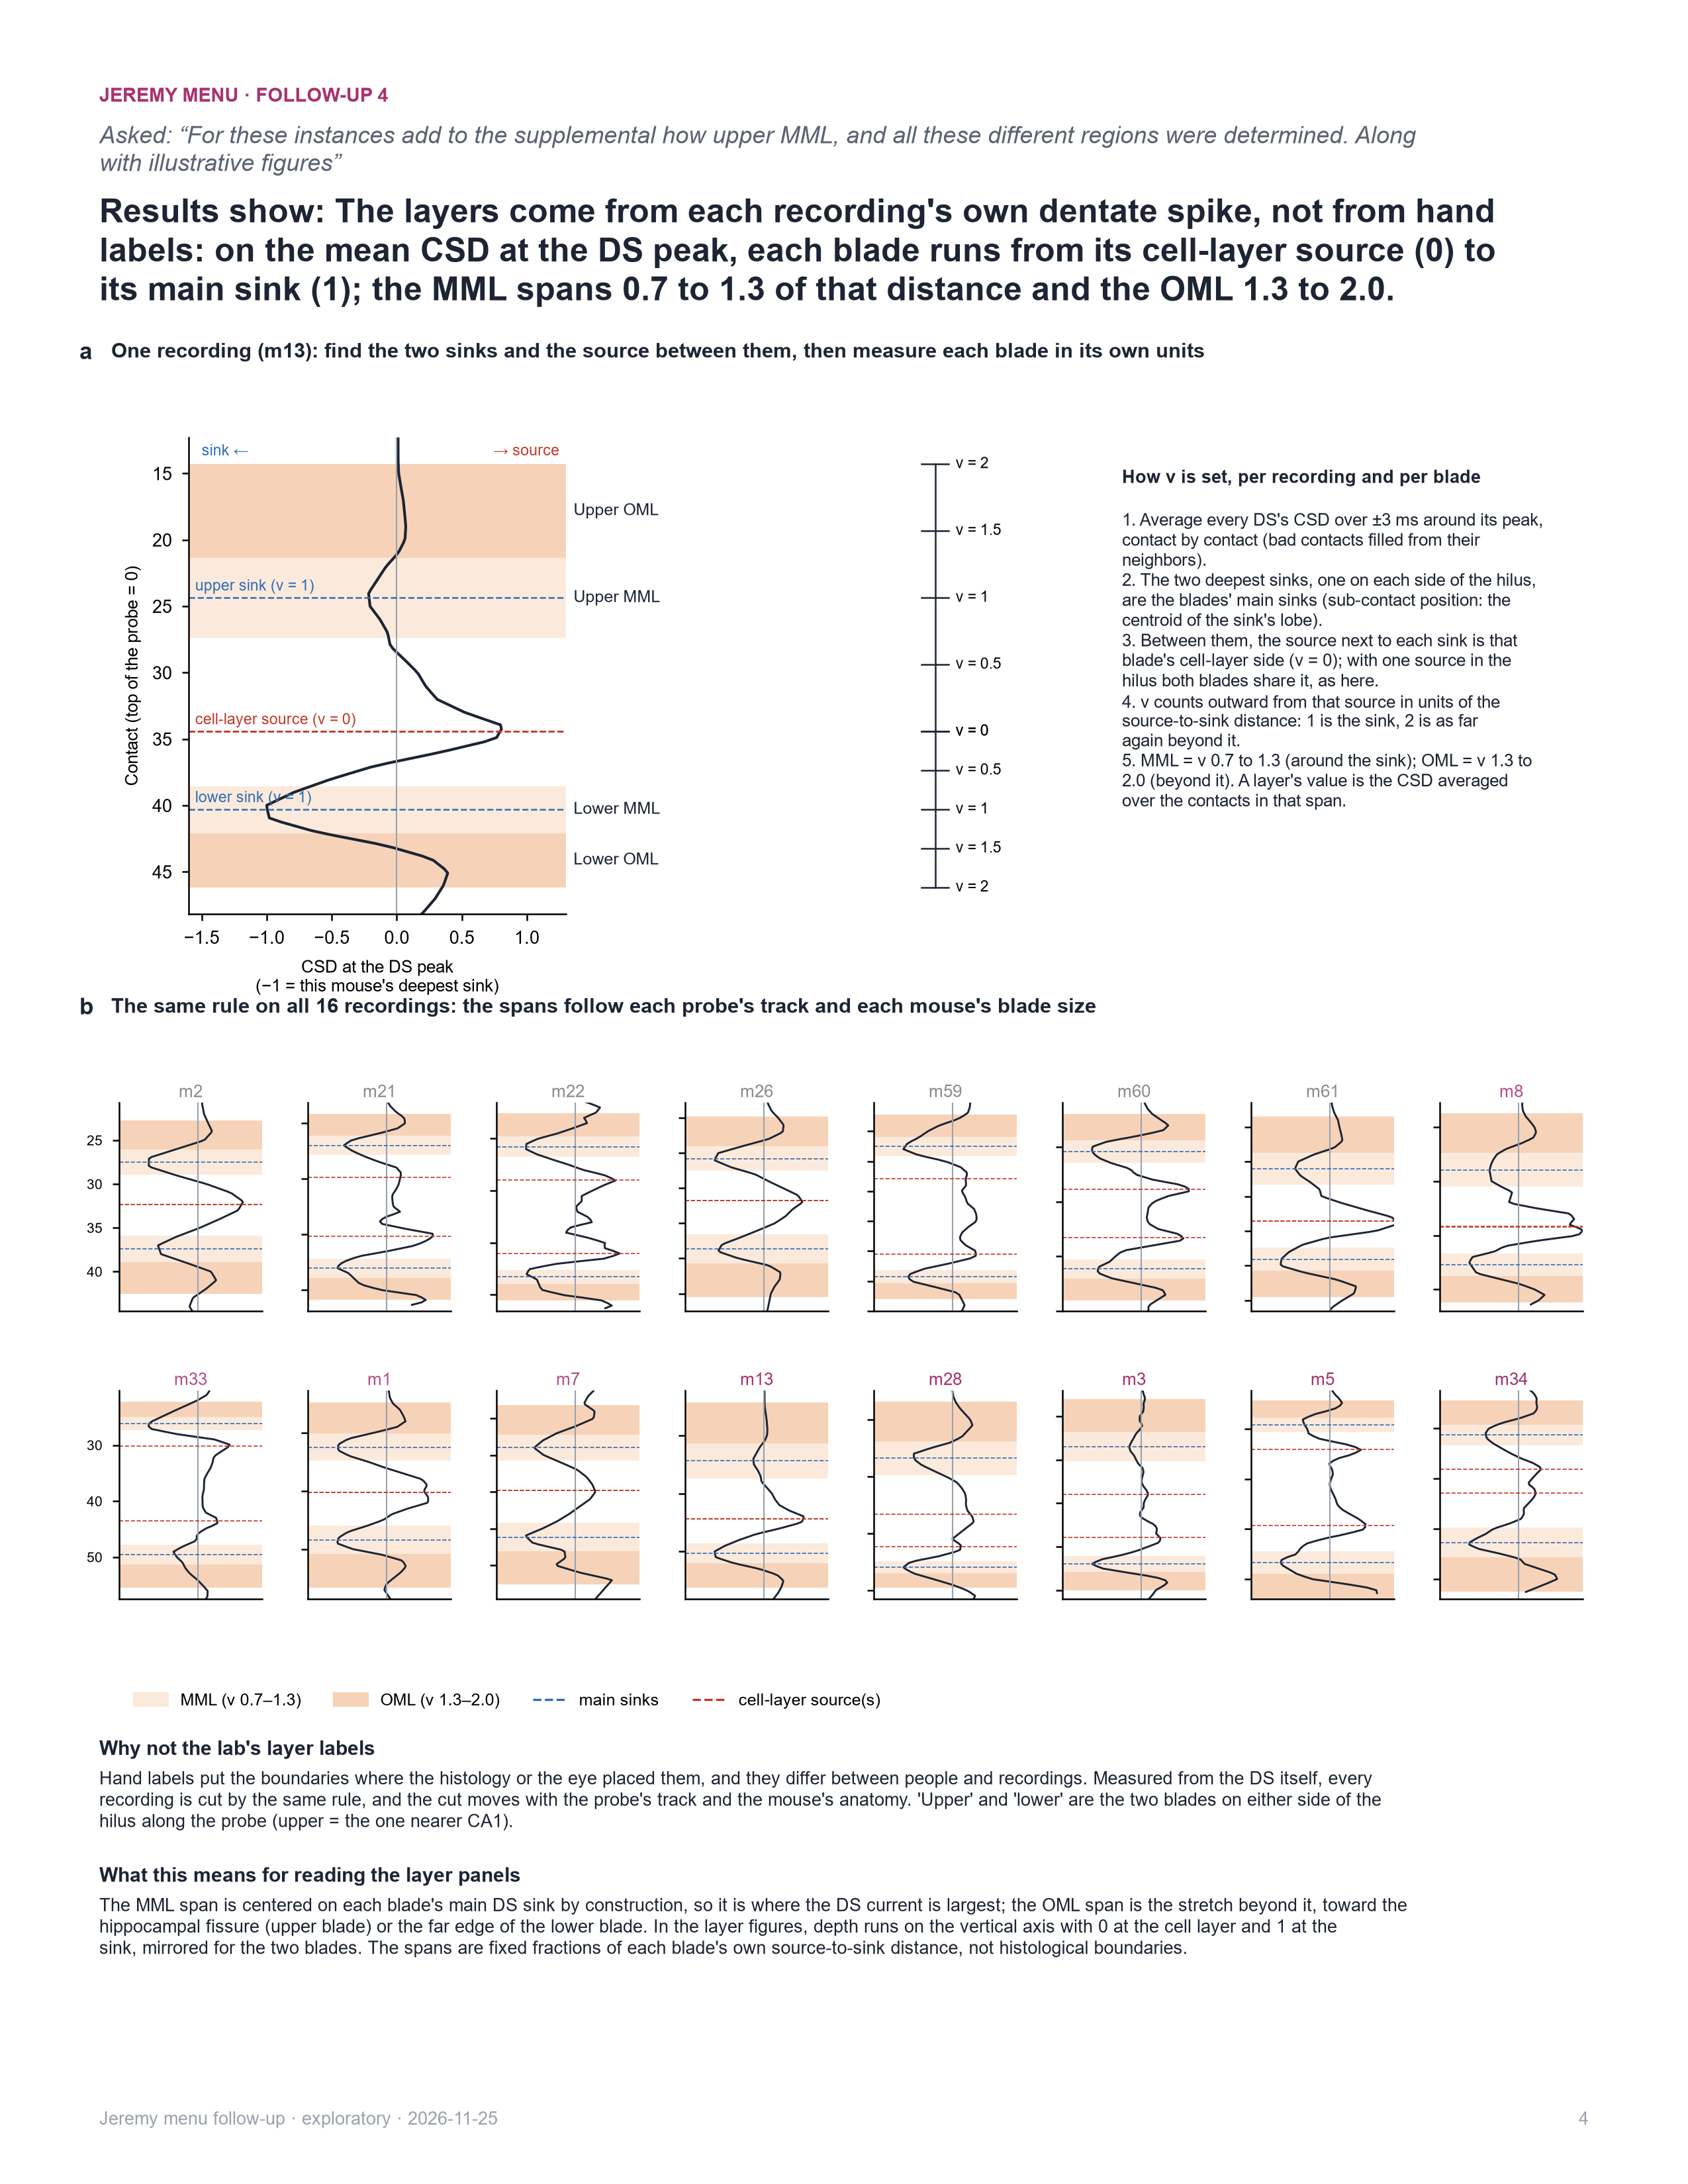 JEREMY MENU · FOLLOW-UP 4
Asked: “For these instances add to the supplemental how upper MML, and all these different regions were determined. Along
with illustrative figures”
Results show: The layers come from each recording's own dentate spike, not from hand
labels: on the mean CSD at the DS peak, each blade runs from its cell-layer source (0) to
its main sink (1); the MML spans 0.7 to 1.3 of that distance and the OML 1.3 to 2.0.
a One recording (m13): find the two sinks and the source between them, then measure each blade in its own units
sink ←
→ source
15
20
25
30
35
40
45
Contact (top of the probe = 0)
upper sink (v = 1)
cell-layer source (v = 0)
lower sink (v = 1)
Upper OML
Upper MML
Lower MML
Lower OML
−1.5
−1.0
−0.5
0.0
0.5
1.0
CSD at the DS peak
(−1 = this mouse's deepest sink)
v = 2
v = 1.5
v = 1
v = 0.5
v = 0
v = 0.5
v = 1
v = 1.5
v = 2
How v is set, per recording and per blade
1. Average every DS's CSD over ±3 ms around its peak,
contact by contact (bad contacts filled from their
neighbors).
2. The two deepest sinks, one on each side of the hilus,
are the blades' main sinks (sub-contact position: the
centroid of the sink's lobe).
3. Between them, the source next to each sink is that
blade's cell-layer side (v = 0); with one source in the
hilus both blades share it, as here.
4. v counts outward from that source in units of the
source-to-sink distance: 1 is the sink, 2 is as far
again beyond it.
5. MML = v 0.7 to 1.3 (around the sink); OML = v 1.3 to
2.0 (beyond it). A layer's value is the CSD averaged
over the contacts in that span.
b The same rule on all 16 recordings: the spans follow each probe's track and each mouse's blade size
m2
m21
m22
m26
m59
m60
m61
m8
25
30
35
40
m33
m1
m7
m13
m28
m3
m5
m34
30
40
50
MML (v 0.7–1.3)
OML (v 1.3–2.0)
main sinks
cell-layer source(s)
Why not the lab's layer labels
Hand labels put the boundaries where the histology or the eye placed them, and they differ between people and recordings. Measured from the DS itself, every
recording is cut by the same rule, and the cut moves with the probe's track and the mouse's anatomy. 'Upper' and 'lower' are the two blades on either side of the
hilus along the probe (upper = the one nearer CA1).
What this means for reading the layer panels
The MML span is centered on each blade's main DS sink by construction, so it is where the DS current is largest; the OML span is the stretch beyond it, toward the
hippocampal fissure (upper blade) or the far edge of the lower blade. In the layer figures, depth runs on the vertical axis with 0 at the cell layer and 1 at the
sink, mirrored for the two blades. The spans are fixed fractions of each blade's own source-to-sink distance, not histological boundaries.
Jeremy menu follow-up · exploratory · 2026-11-25
4